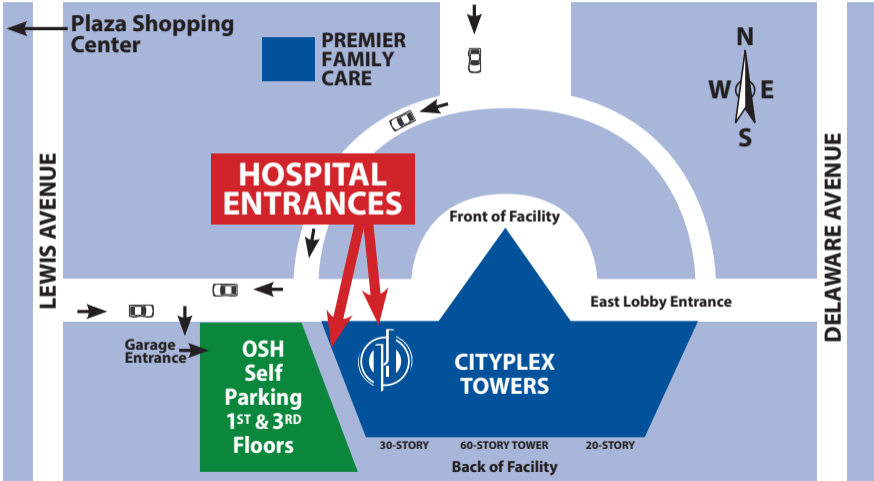 Plaza Shopping
Center
PREMIER
FAMILY
CARE
N
W E
S
HOSPITAL
ENTRANCES
LEWIS AVENUE
DELAWARE AVENUE
Front of Facility
East Lobby Entrance
Garage
Entrance
OSH
Self
Parking
1ST & 3RD
Floors
CITYPLEX
TOWERS
30-STORY 60-STORY TOWER 20-STORY
Back of Facility